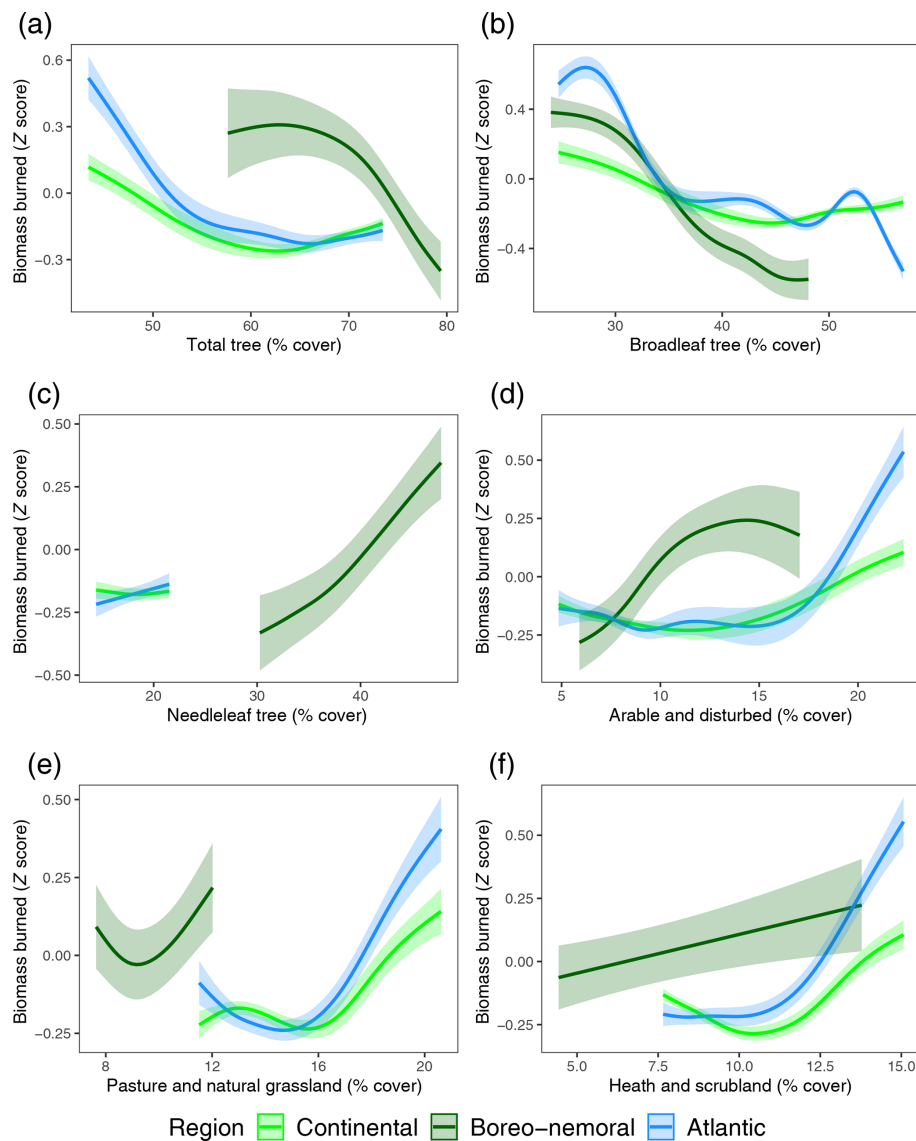 (a)
Biomass burned (Z score)
0.6
0.3
0.0
−0.3
50
60
70
80
Total tree (% cover)
(b)
Biomass burned (Z score)
0.4
0.0
−0.4
30
40
50
Broadleaf tree (% cover)
(c)
Biomass burned (Z score)
0.50
0.25
0.00
−0.25
−0.50
20
30
40
Needleleaf tree (% cover)
(d)
Biomass burned (Z score)
0.50
0.25
0.00
−0.25
5
10
15
20
Arable and disturbed (% cover)
(e)
Biomass burned (Z score)
0.50
0.25
0.00
−0.25
8
12
16
20
Pasture and natural grassland (% cover)
(f)
Biomass burned (Z score)
0.50
0.25
0.00
−0.25
5.0
7.5
10.0
12.5
15.0
Heath and scrubland (% cover)
Region Continental Boreo−nemoral Atlantic